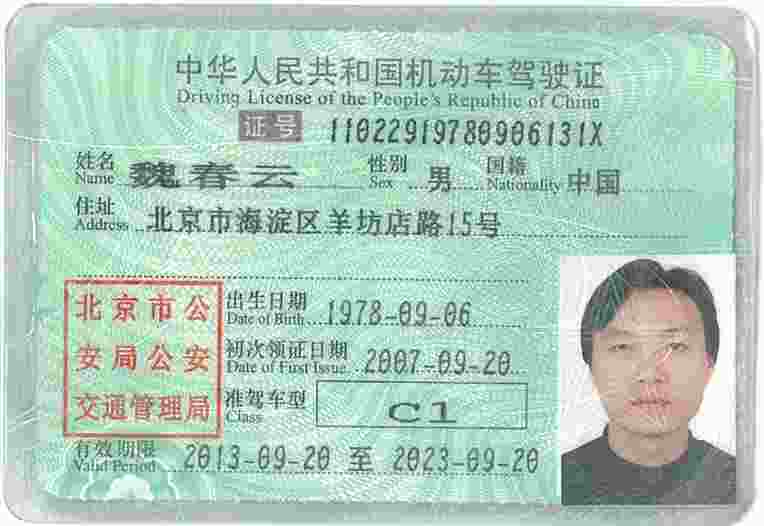 中华人民共和国机动车驾驶证
Driving License of the People's Republic of China
证号 11022919780906131X
姓名 Name 魏春云 性别 Sex 男 国籍 Nationality 中国
住址 Address 北京市海淀区羊坊店路15号
北京市公安局公安交通管理局
出生日期 Date of Birth 1978-09-06
初次领证日期 Date of First Issue 2007-09-20
准驾车型 Class C1
有效期限 Valid Period 2013-09-20 至 2023-09-20